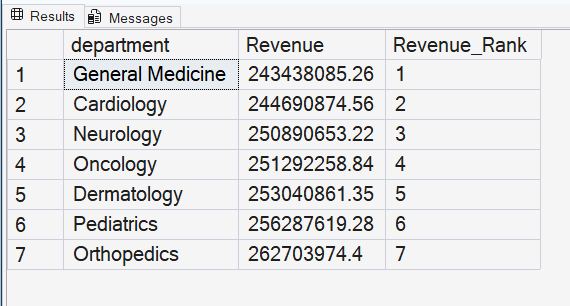 Results Messages
department Revenue Revenue_Rank
1 General Medicine 243438085.26 1
2 Cardiology 244690874.56 2
3 Neurology 250890653.22 3
4 Oncology 251292258.84 4
5 Dermatology 253040861.35 5
6 Pediatrics 256287619.28 6
7 Orthopedics 262703974.4 7